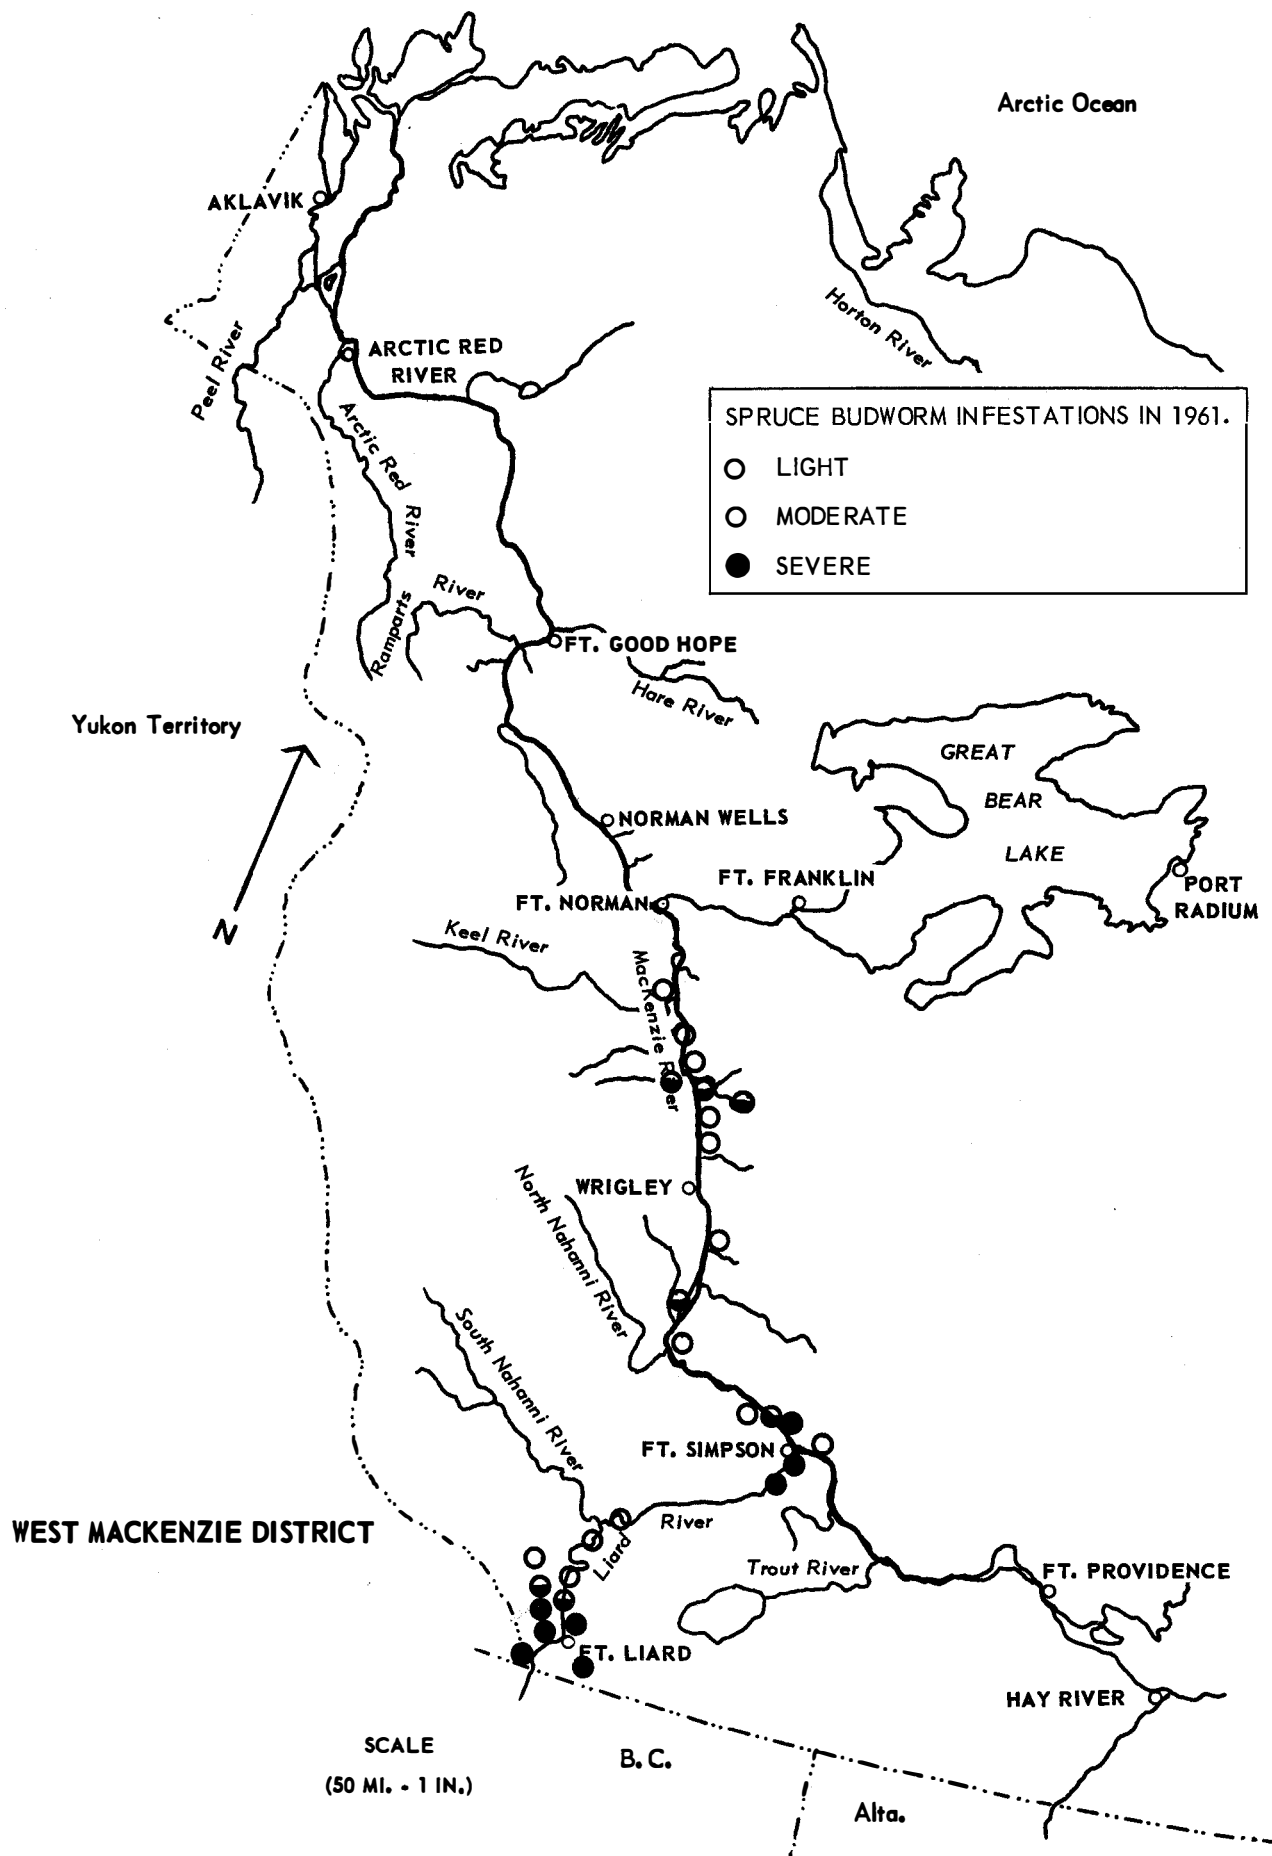 Arctic Ocean
AKLAVIK
Horton River
Peel River
ARCTIC RED
RIVER
Arctic Red River
SPRUCE BUDWORM INFESTATIONS IN 1961.
LIGHT
MODERATE
SEVERE
Ramparts River
FT. GOOD HOPE
Hare River
Yukon Territory
GREAT
BEAR
LAKE
NORMAN WELLS
FT. FRANKLIN
PORT
RADIUM
FT. NORMAN
N
Keel River
MacKenzie River
WRIGLEY
North Nahanni River
South Nahanni River
FT. SIMPSON
WEST MACKENZIE DISTRICT
Liard River
Trout River
FT. PROVIDENCE
FT. LIARD
HAY RIVER
SCALE
(50 MI. - 1 IN.)
B.C.
Alta.